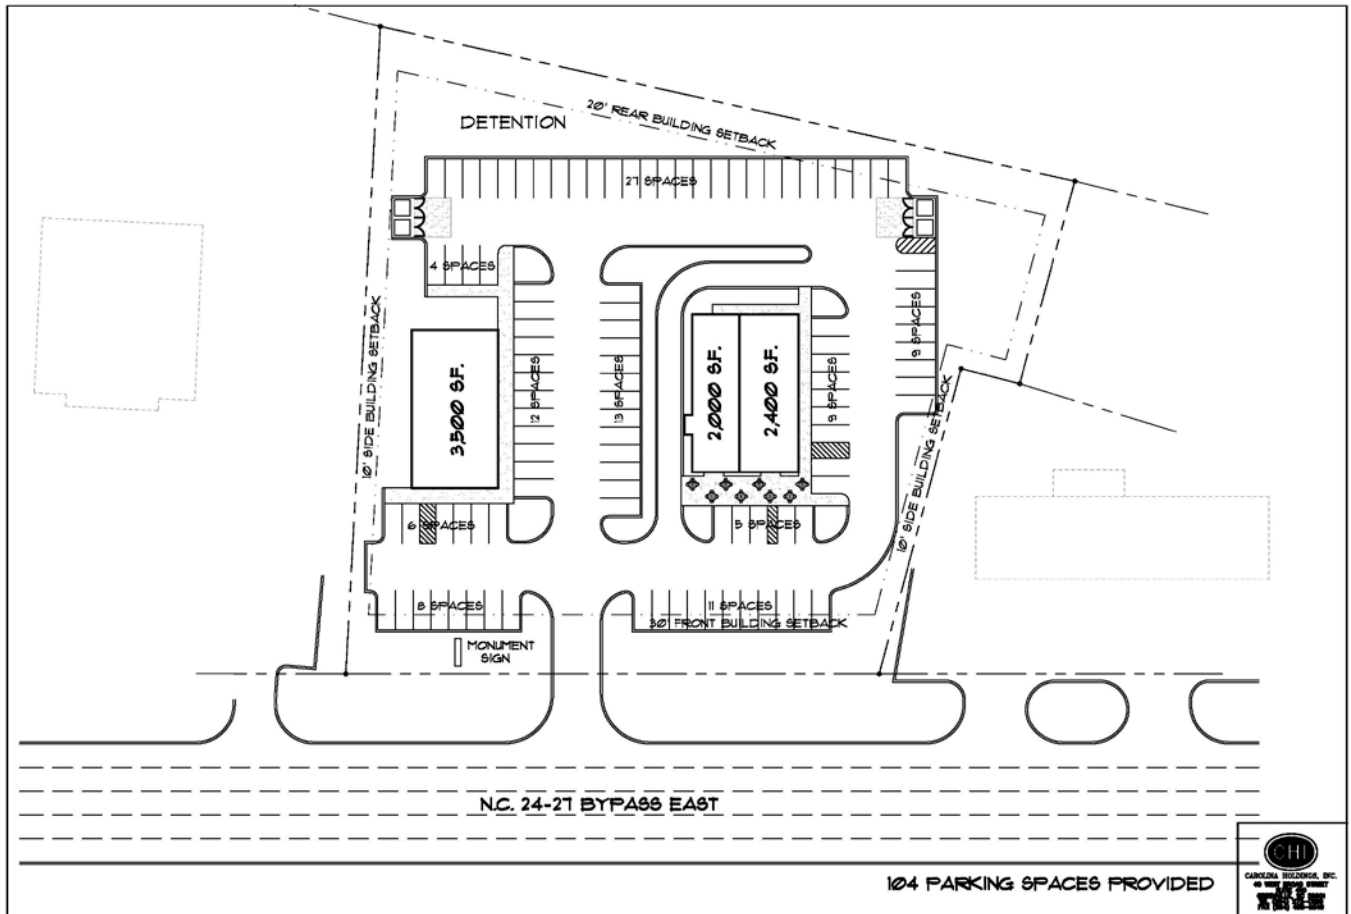 20' REAR BUILDING SETBACK
DETENTION
27 SPACES
4 SPACES
10' SIDE BUILDING SETBACK
3,500 SF.
12 SPACES
13 SPACES
2,000 SF.
2,400 SF.
9 SPACES
9 SPACES
10' SIDE BUILDING SETBACK
6 SPACES
5 SPACES
8 SPACES
11 SPACES
30' FRONT BUILDING SETBACK
MONUMENT
SIGN
N.C. 24-27 BYPASS EAST
104 PARKING SPACES PROVIDED
CHI
CAROLINA HOLDINGS, INC.